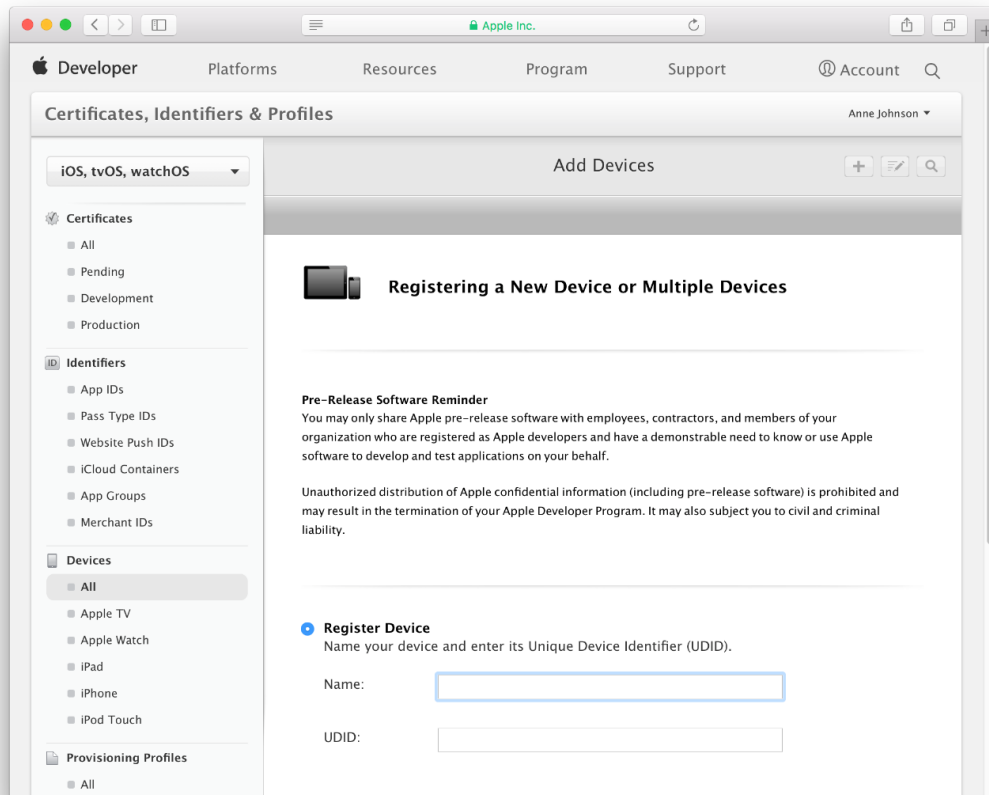 Apple Inc.
Developer
Platforms
Resources
Program
Support
Account
Certificates, Identifiers & Profiles
Anne Johnson
iOS, tvOS, watchOS
Add Devices
Certificates
All
Pending
Development
Production
ID Identifiers
App IDs
Pass Type IDs
Website Push IDs
iCloud Containers
App Groups
Merchant IDs
Devices
All
Apple TV
Apple Watch
iPad
iPhone
iPod Touch
Provisioning Profiles
All
Registering a New Device or Multiple Devices
Pre-Release Software Reminder
You may only share Apple pre-release software with employees, contractors, and members of your
organization who are registered as Apple developers and have a demonstrable need to know or use Apple
software to develop and test applications on your behalf.
Unauthorized distribution of Apple confidential information (including pre-release software) is prohibited and
may result in the termination of your Apple Developer Program. It may also subject you to civil and criminal
liability.
Register Device
Name your device and enter its Unique Device Identifier (UDID).
Name:
UDID: